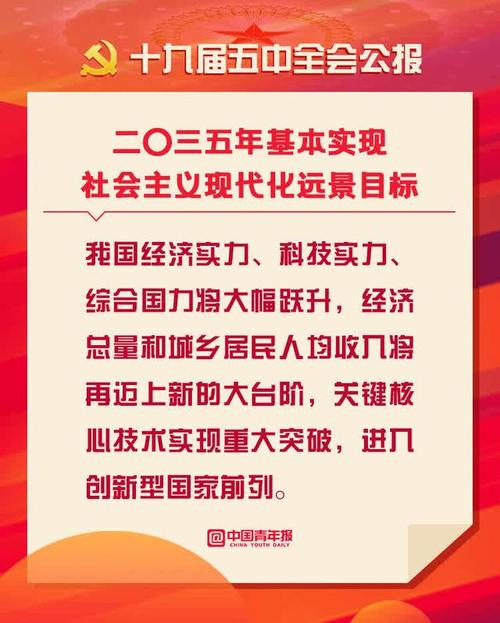 十九届五中全会公报
二〇三五年基本实现
社会主义现代化远景目标
我国经济实力、科技实力、
综合国力将大幅跃升，经济
总量和城乡居民人均收入将
再迈上新的大台阶，关键核
心技术实现重大突破，进入
创新型国家前列。
@中国青年报
CHINA YOUTH DAILY